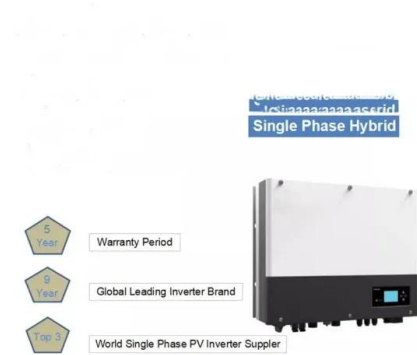 Single Phase Hybrid
5
Year
Warranty Period
9
Year
Global Leading Inverter Brand
Top 3
World Single Phase PV Inverter Suppler